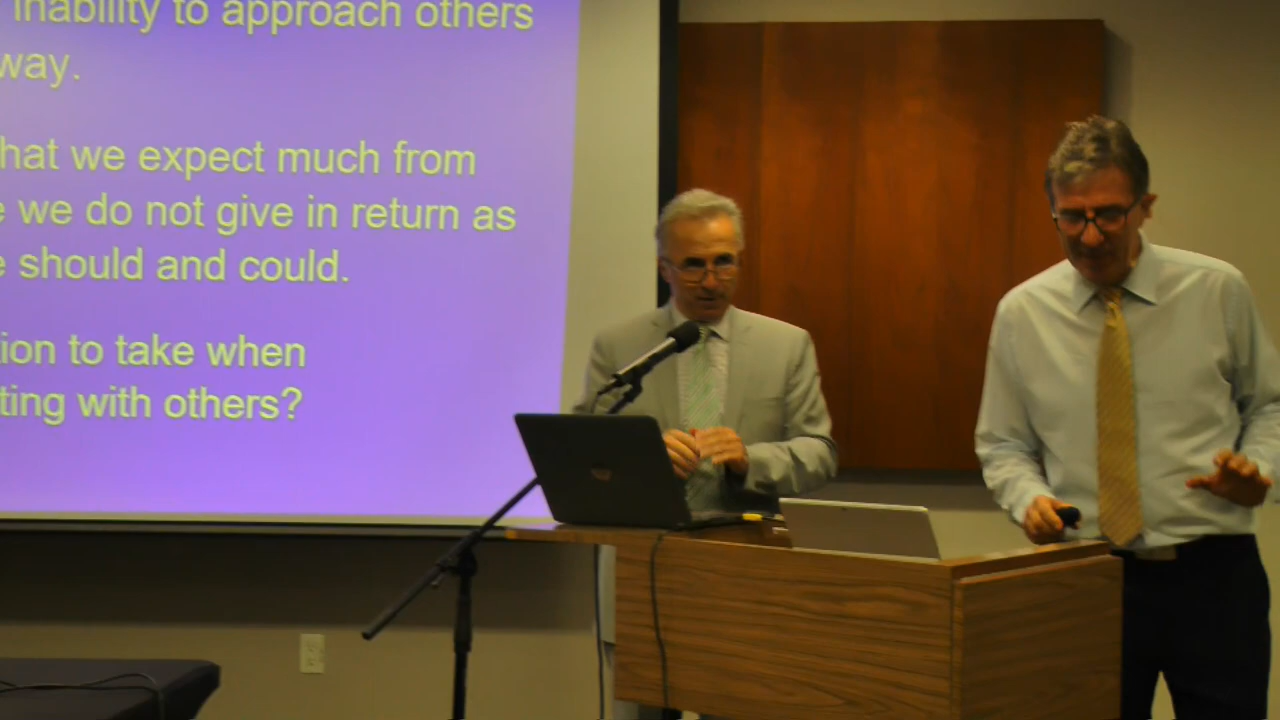 inability to approach others
way.
hat we expect much from
e we do not give in return as
e should and could.
tion to take when
ting with others?